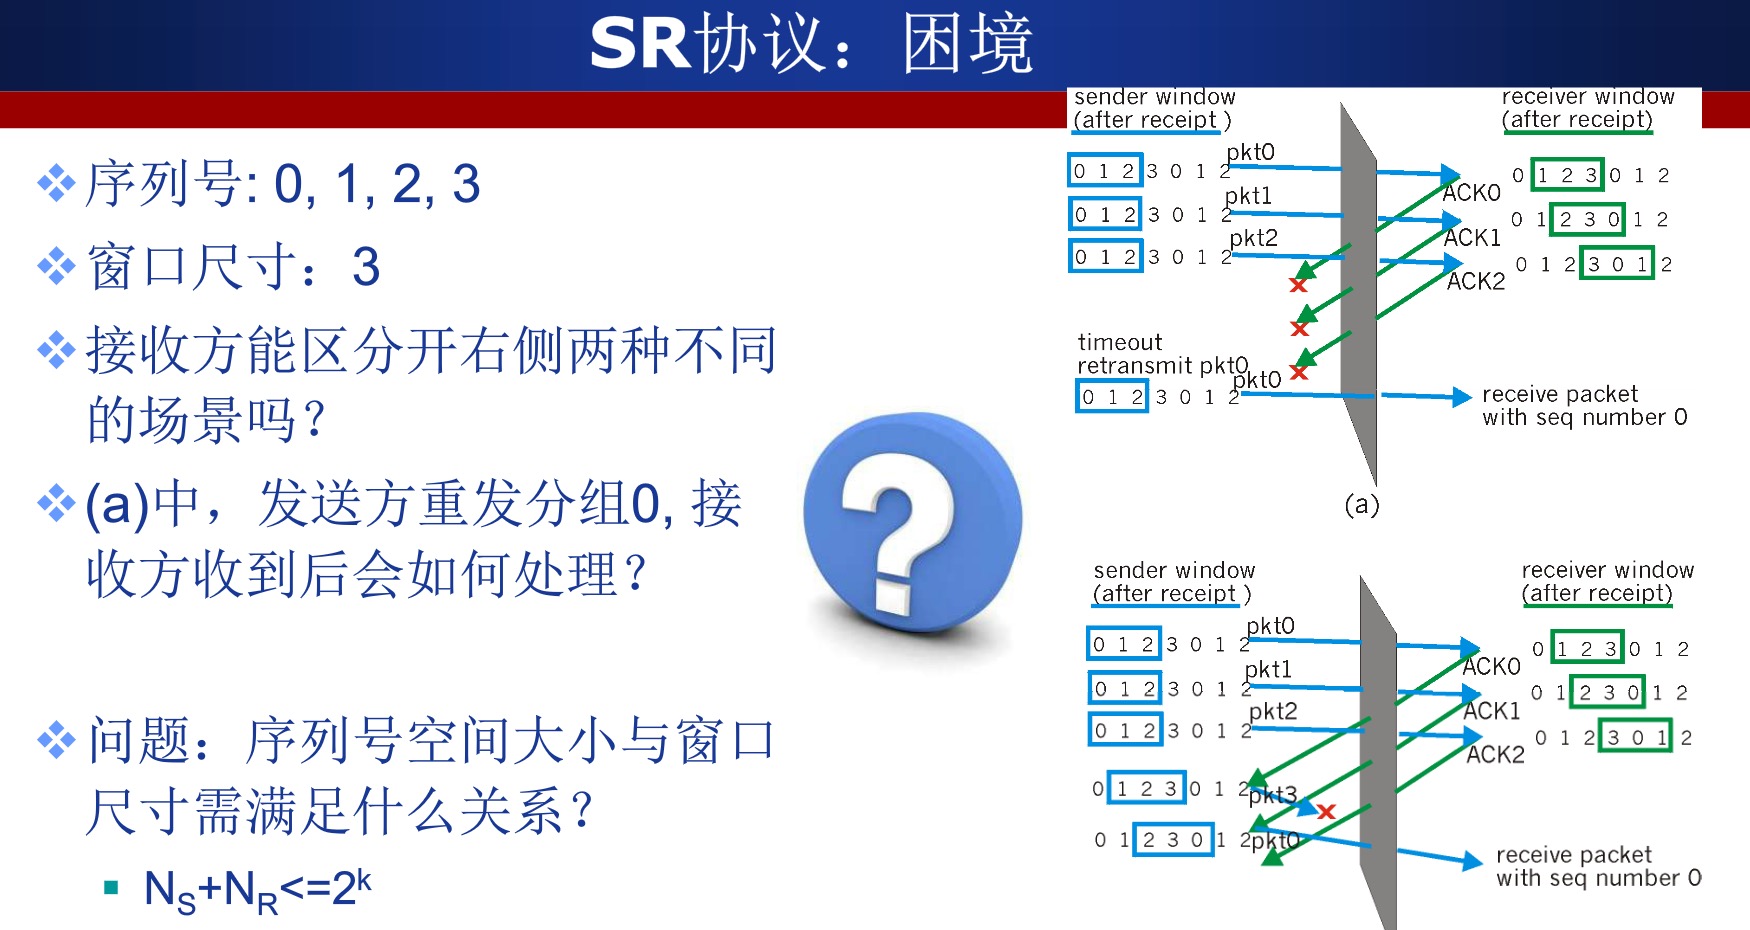 SR协议：困境
序列号: 0, 1, 2, 3
窗口尺寸：3
接收方能区分开右侧两种不同
的场景吗?
(a)中，发送方重发分组0, 接
收方收到后会如何处理?
问题：序列号空间大小与窗口
尺寸需满足什么关系?
NS+NR<=2k
sender window
(after receipt )
receiver window
(after receipt)
0 1 2 3 0 1 2
pkt0
ACK0
0 1 2 3 0 1 2
0 1 2 3 0 1 2
pkt1
ACK1
0 1 2 3 0 1 2
0 1 2 3 0 1 2
pkt2
ACK2
0 1 2 3 0 1 2
x
x
x
timeout
retransmit pkt0
0 1 2 3 0 1 2
pkt0
receive packet
with seq number 0
(a)
sender window
(after receipt )
receiver window
(after receipt)
0 1 2 3 0 1 2
pkt0
ACK0
0 1 2 3 0 1 2
0 1 2 3 0 1 2
pkt1
ACK1
0 1 2 3 0 1 2
0 1 2 3 0 1 2
pkt2
ACK2
0 1 2 3 0 1 2
0 1 2 3 0 1 2
pkt3
x
0 1 2 3 0 1 2
pkt0
receive packet
with seq number 0